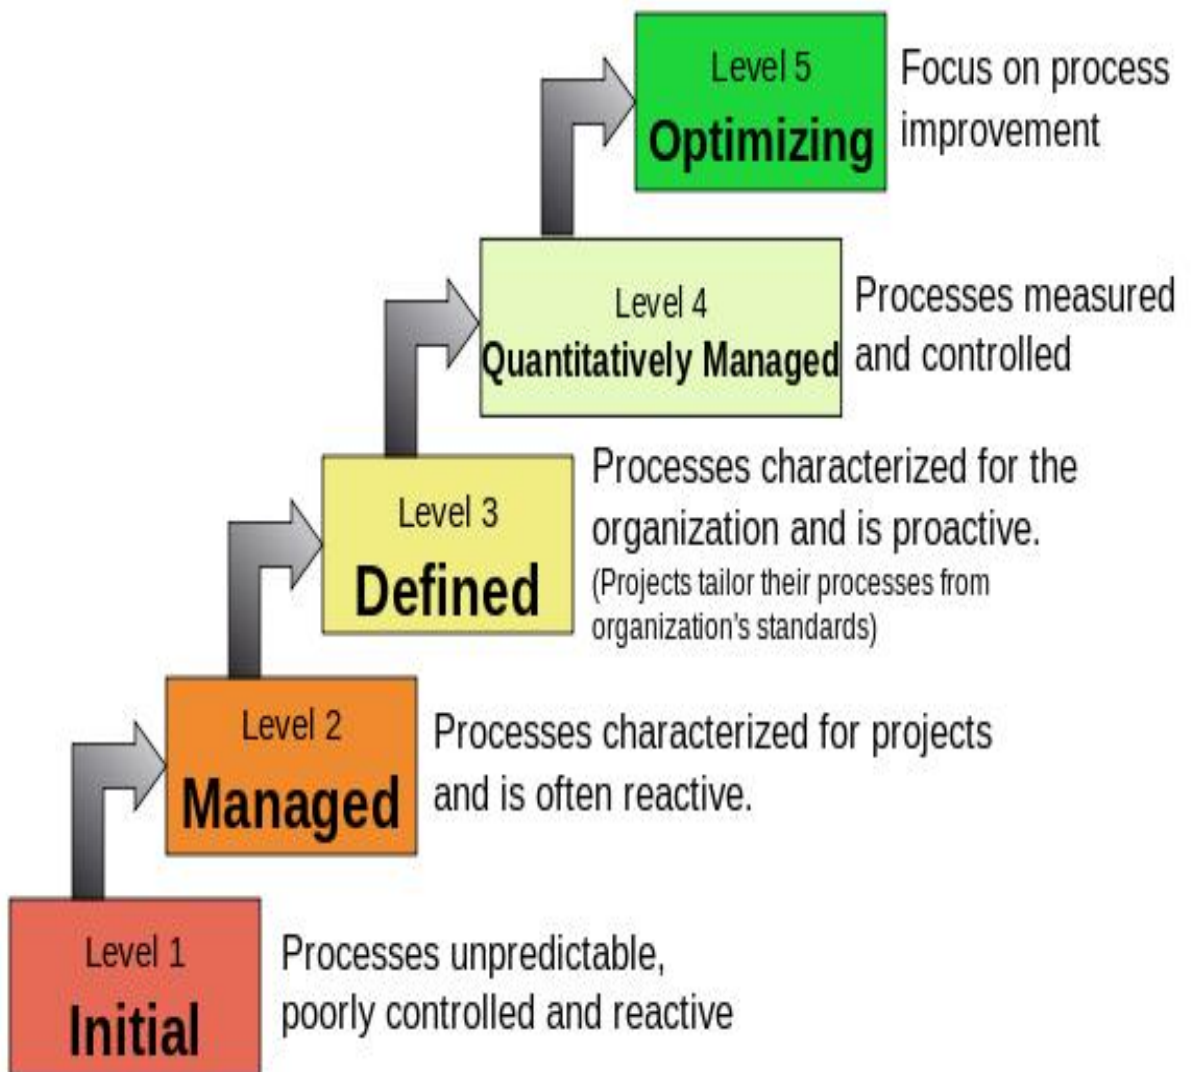 Level 5
Optimizing
Focus on process
improvement
Level 4
Quantitatively Managed
Processes measured
and controlled
Level 3
Defined
Processes characterized for the
organization and is proactive.
(Projects tailor their processes from
organization's standards)
Level 2
Managed
Processes characterized for projects
and is often reactive.
Level 1
Initial
Processes unpredictable,
poorly controlled and reactive